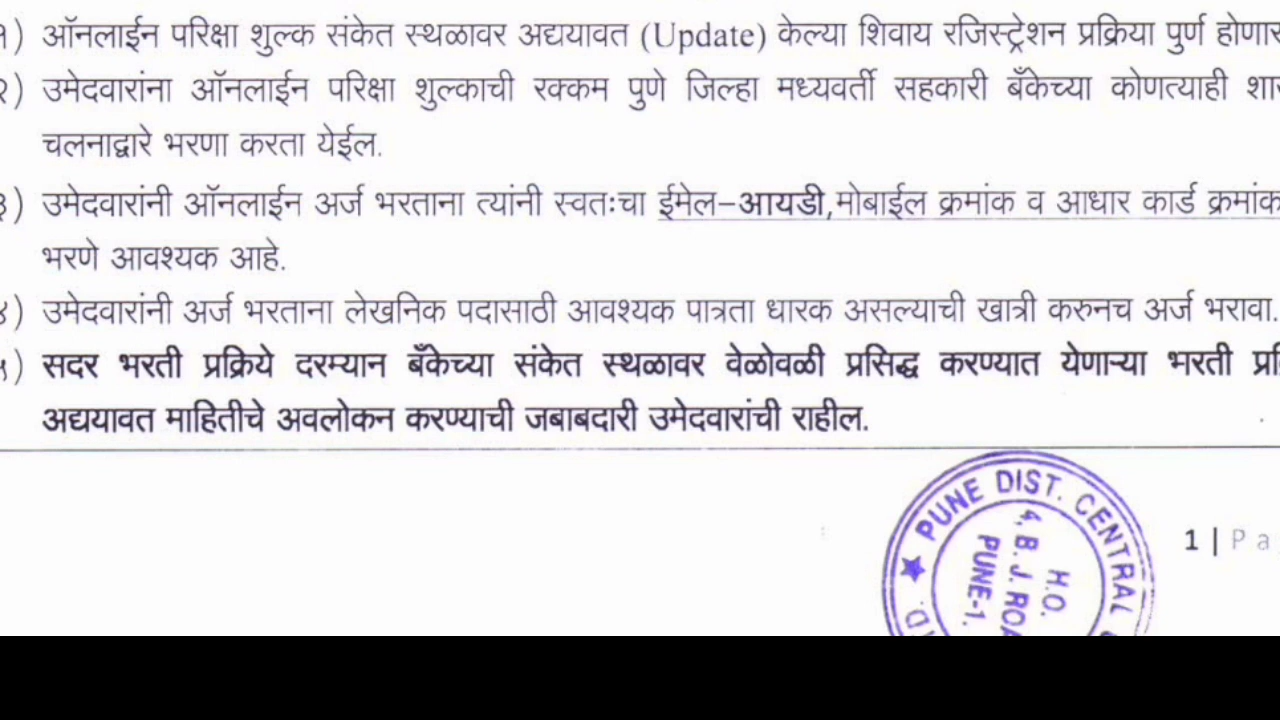 १) ऑनलाईन परिक्षा शुल्क संकेत स्थळावर अद्ययावत (Update) केल्या शिवाय रजिस्ट्रेशन प्रक्रिया पुर्ण
२) उमेदवारांना ऑनलाईन परिक्षा शुल्काची रक्कम पुणे जिल्हा मध्यवर्ती सहकारी बँकेच्या कोणत्याही
चलनाद्वारे भरणा करता येईल.
३) उमेदवारांनी ऑनलाईन अर्ज भरताना त्यांनी स्वतःचा ईमेल–आयडी,मोबाईल क्रमांक व आधार कार्ड क्रमांक
भरणे आवश्यक आहे.
४) उमेदवारांनी अर्ज भरताना लेखनिक पदासाठी आवश्यक पात्रता धारक असल्याची खात्री करुनच अर्ज भरावा.
५) सदर भरती प्रक्रिये दरम्यान बँकेच्या संकेत स्थळावर वेळोवळी प्रसिद्ध करण्यात येणाऱ्या भरती
अद्ययावत माहितीचे अवलोकन करण्याची जबाबदारी उमेदवारांची राहील.
★ PUNE DIST. CENTRAL
H.O.
4, B. J. ROA
PUNE-1.
1 | Pa